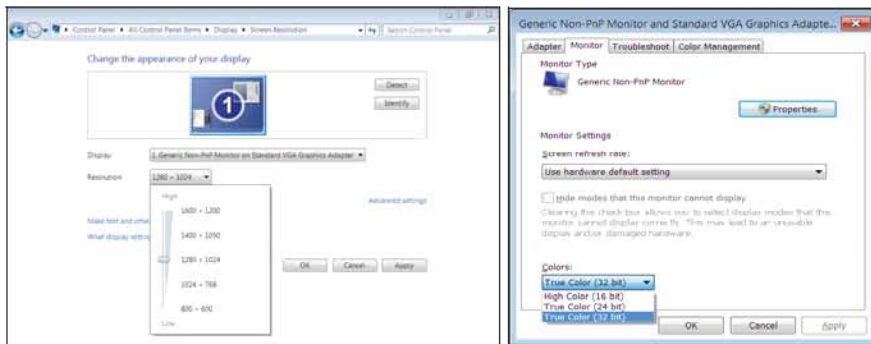 Control Panel ▸ All Control Panel Items ▸ Display ▸ Screen Resolution
Search Control Panel
Change the appearance of your display
Detect
Identify
Display:
1. Generic Non-PnP Monitor on Standard VGA Graphics Adapter
Resolution:
1280 × 1024
High
1600 × 1200
1400 × 1050
1280 × 1024
1024 × 768
800 × 600
Low
Advanced settings
Make text and other
What display setting
OK Cancel Apply
Generic Non-PnP Monitor and Standard VGA Graphics Adapte...
Adapter Monitor Troubleshoot Color Management
Monitor Type
Generic Non-PnP Monitor
Properties
Monitor Settings
Screen refresh rate:
Use hardware default setting
Hide modes that this monitor cannot display
Clearing this check box allows you to select display modes that this
monitor cannot display correctly. This may lead to an unusable
display and/or damaged hardware.
Colors:
True Color (32 bit)
High Color (16 bit)
True Color (24 bit)
True Color (32 bit)
OK Cancel Apply